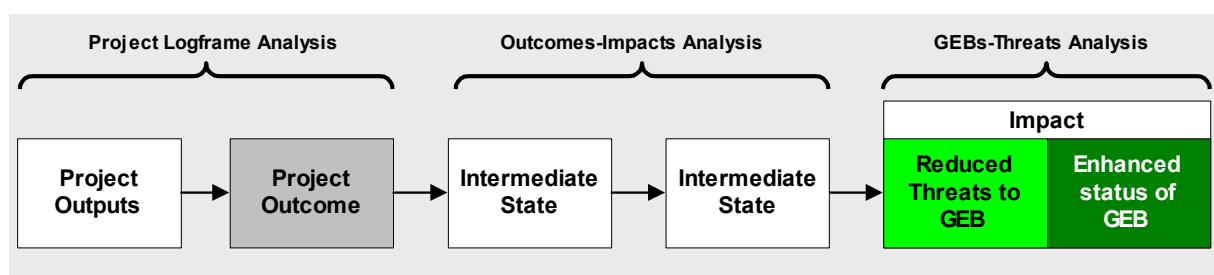 Project Logframe Analysis
Outcomes-Impacts Analysis
GEBs-Threats Analysis
Project
Outputs
Project
Outcome
Intermediate
State
Intermediate
State
Impact
Reduced
Threats to
GEB
Enhanced
status of
GEB